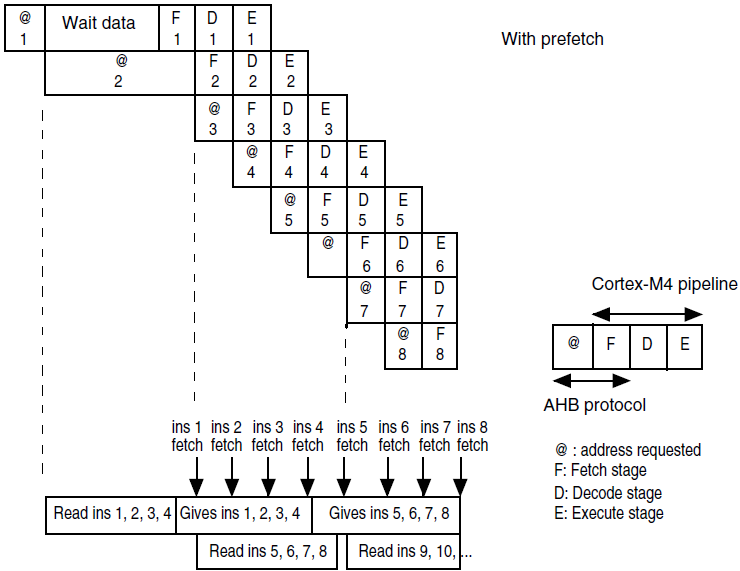 @ Wait data F D E
1 1 1 1
With prefetch
@ F D E
2 2 2 2
@ F D E
3 3 3 3
@ F D E
4 4 4 4
@ F D E
5 5 5 5
@ F D E
6 6 6
@ F D
7 7 7
@ F
8 8
Cortex-M4 pipeline
@ F D E
AHB protocol
@ : address requested
F: Fetch stage
D: Decode stage
E: Execute stage
ins 1 ins 2 ins 3 ins 4 ins 5 ins 6 ins 7 ins 8
fetch fetch fetch fetch fetch fetch fetch fetch
Read ins 1, 2, 3, 4 Gives ins 1, 2, 3, 4 Gives ins 5, 6, 7, 8
Read ins 5, 6, 7, 8 Read ins 9, 10, ...